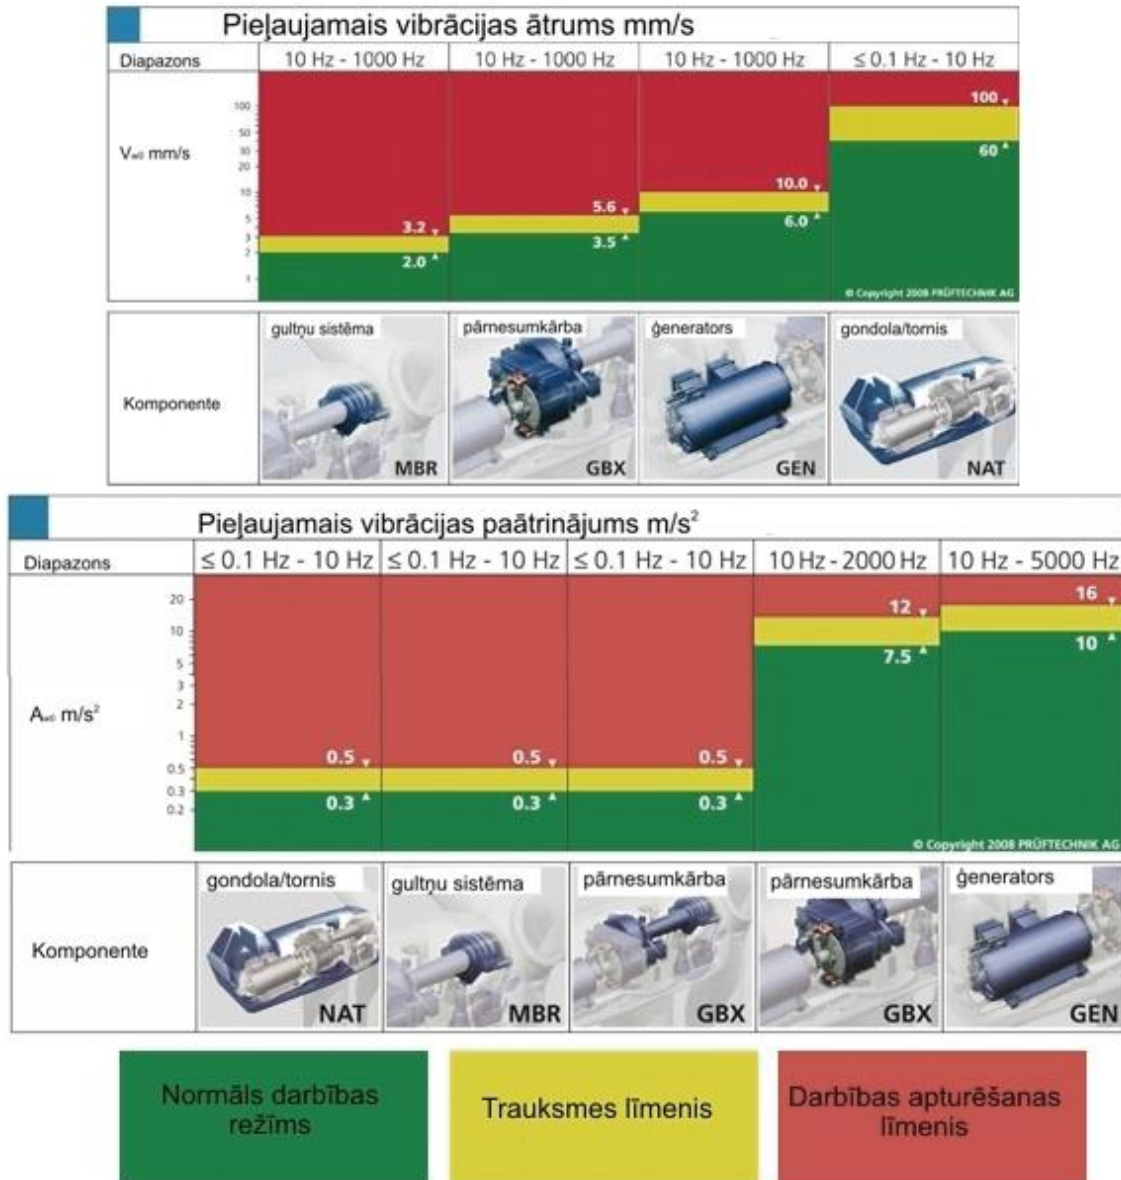 Pieļaujamais vibrācijas ātrums mm/s
Diapazons 10 Hz - 1000 Hz 10 Hz - 1000 Hz 10 Hz - 1000 Hz ≤ 0.1 Hz - 10 Hz
Vw0 mm/s
100
50
30
20
10
5
3
2
1
3.2
2.0
5.6
3.5
10.0
6.0
100
60
© Copyright 2008 PRÜFTECHNIK AG
Komponente
gultņu sistēma
MBR
pārnesumkārba
GBX
ģenerators
GEN
gondola/tornis
NAT
Pieļaujamais vibrācijas paātrinājums m/s²
Diapazons ≤ 0.1 Hz - 10 Hz ≤ 0.1 Hz - 10 Hz ≤ 0.1 Hz - 10 Hz 10 Hz - 2000 Hz 10 Hz - 5000 Hz
Aw0 m/s²
20
10
5
3
2
1
0.5
0.3
0.2
0.5
0.3
0.5
0.3
0.5
0.3
12
7.5
16
10
© Copyright 2008 PRÜFTECHNIK AG
Komponente
gondola/tornis
NAT
gultņu sistēma
MBR
pārnesumkārba
GBX
pārnesumkārba
GBX
ģenerators
GEN
Normāls darbības
režīms
Trauksmes līmenis
Darbības apturēšanas
līmenis